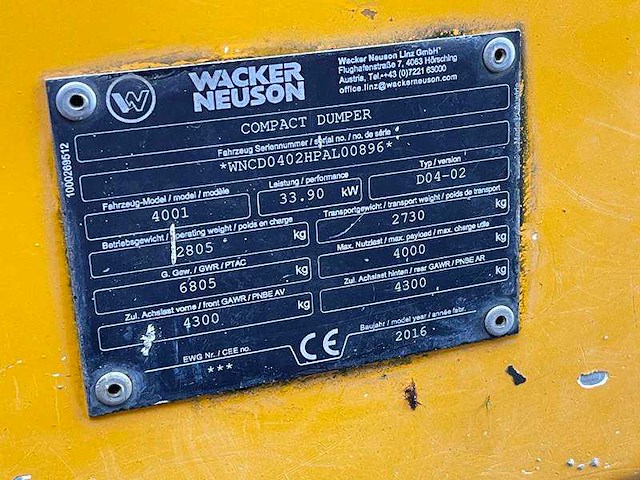 W
WACKER
NEUSON
Wacker Neuson Linz GmbH
Flughafenstraße 7, 4063 Hörsching
Austria, Tel.++43 (0)7221 63000
office.linz@wackerneuson.com
COMPACT DUMPER
Fahrzeug Seriennummer / serial no. / no. de série
*WNCD0402HPAL00896*
1000269512
Fahrzeug-Model / model / modèle
4001
Leistung / performance
33.90 kW
Typ / version
D04-02
Betriebsgewicht / operating weight / poids en charge
2805 kg
Transportgewicht / transport weight / poids de transport
2730 kg
G. Gew. / GWR / PTAC
6805 kg
Max. Nutzlast / max. payload / max. charge utile
4000 kg
Zul. Achslast vorne / front GAWR / PNBE AV
4300 kg
Zul. Achslast hinten / rear GAWR / PNBE AR
4300 kg
EWG Nr. / CEE no.
***
CE
Baujahr / model year / année fabr.
2016